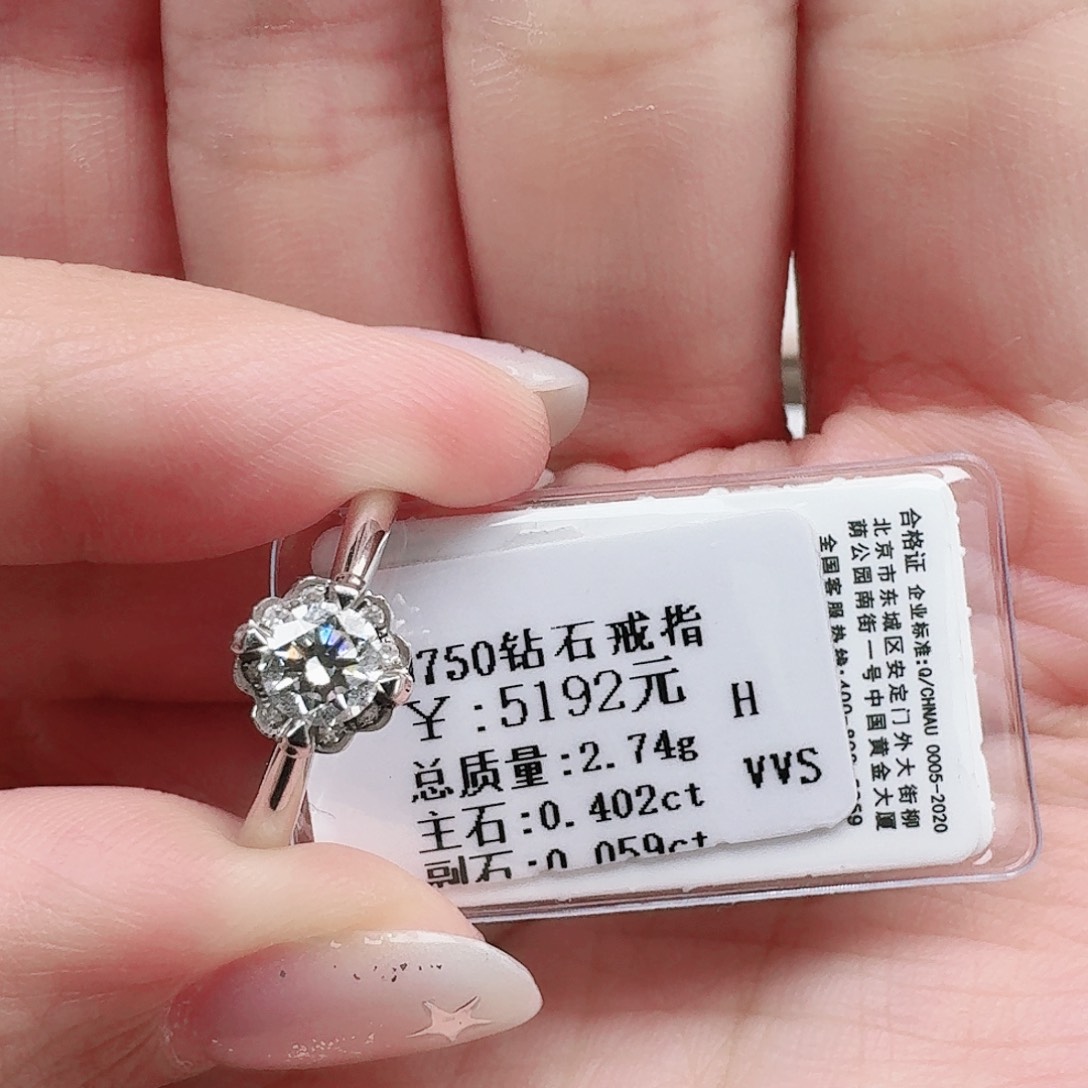 750钻石戒指
¥:5192元
H
总质量:2.74g
VVS
主石:0.402ct
副石:0.059ct
合格证 企业标准:Q/CHNAU 0005-2020
北京市东城区安定门外大街柳
荫公园南街一号中国黄金大厦
全国客服热线:400-